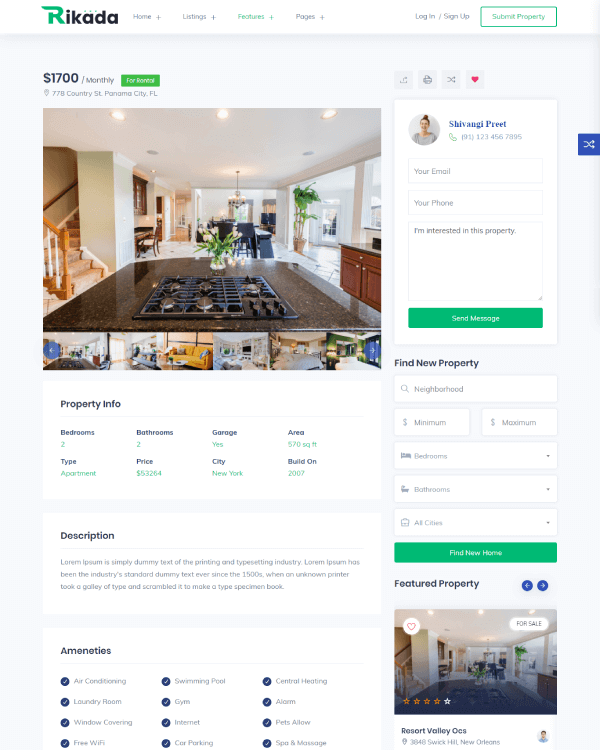 Rikada
Home +
Listings +
Features +
Pages +
Log In / Sign Up
Submit Property
$1700 / Monthly
For Rental
778 Country St. Panama City, FL
Shivangi Preet
(91) 123 456 7895
Your Email
Your Phone
I'm interested in this property.
Send Message
Property Info
Bedrooms
2
Bathrooms
2
Garage
Yes
Area
570 sq ft
Type
Apartment
Price
$53264
City
New York
Build On
2007
Description
Lorem Ipsum is simply dummy text of the printing and typesetting industry. Lorem Ipsum has
been the industry's standard dummy text ever since the 1500s, when an unknown printer
took a galley of type and scrambled it to make a type specimen book.
Ameneties
Air Conditioning
Swimming Pool
Central Heating
Laundry Room
Gym
Alarm
Window Covering
Internet
Pets Allow
Free WiFi
Car Parking
Spa & Massage
Find New Property
Neighborhood
$ Minimum
$ Maximum
Bedrooms
Bathrooms
All Cities
Find New Home
Featured Property
FOR SALE
Resort Valley Ocs
3848 Swick Hill, New Orleans